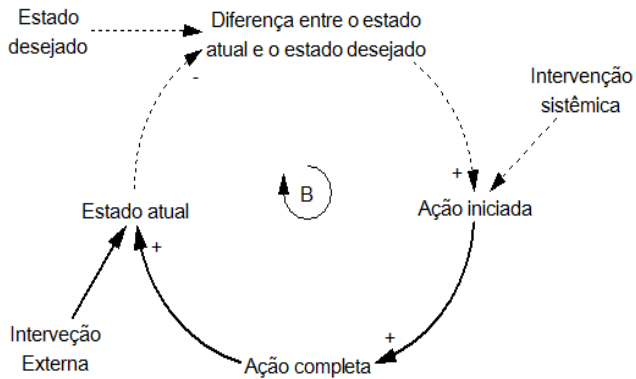 Estado
desejado
Diferença entre o estado
atual e o estado desejado
Intervenção
sistêmica
-
+
B
Estado atual
Ação iniciada
+
+
Interveção
Externa
Ação completa